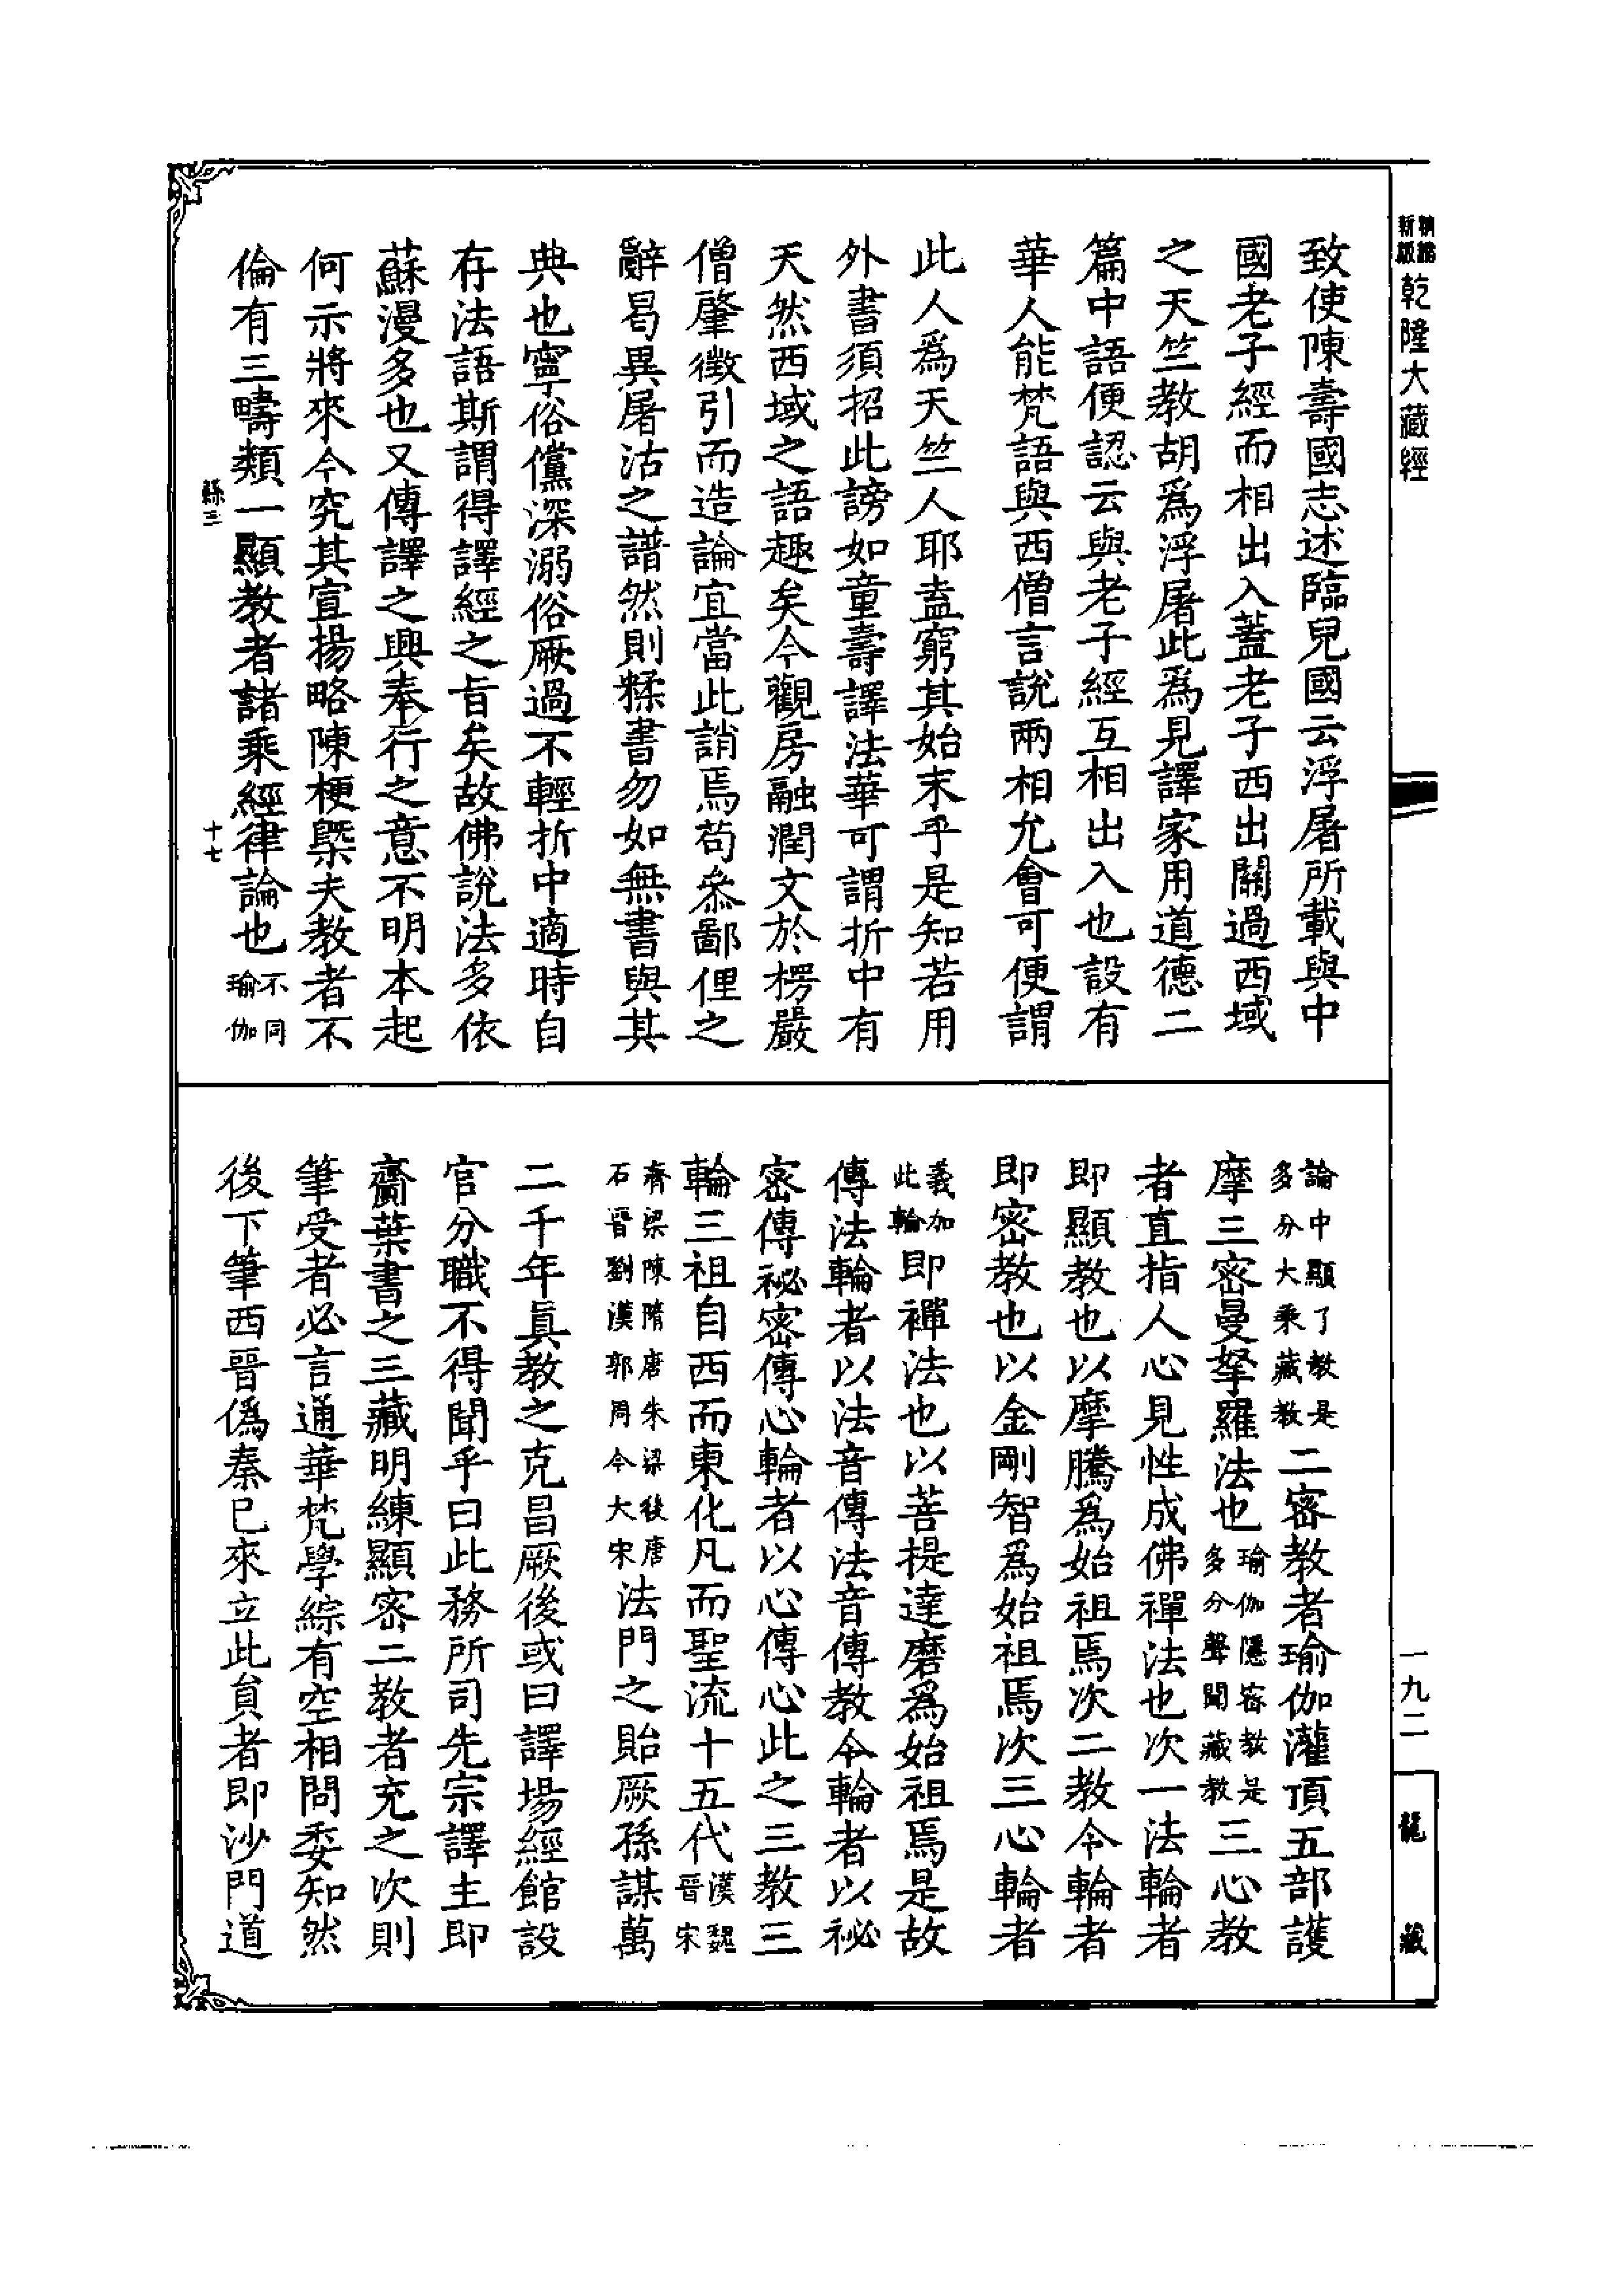 新版
乾隆大藏經
致使陳壽國志述臨兒國云浮屠所載與中
國老子經而相出入蓋老子西出關過西域
之天竺教胡爲浮屠此爲見譯家用道德二
篇中語便認云與老子經互相出入也設有
華人能梵語與西僧言說兩相允會可便謂
此人爲天竺人耶盍窮其始末乎是知若用
外書須招此謗如童壽譯法華可謂折中有
天然西域之語趣矣今觀房融潤文於楞嚴
僧肇徵引而造論宜當此誚焉苟參鄙俚之
辭曷異屠沽之譜然則糅書勿如無書與其
典也寧俗儻深溺俗厥過不輕折中適時自
存法語斯謂得譯經之旨矣故佛說法多依
蘇漫多也又傳譯之興奉行之意不明本起
何示將來今究其宣揚略陳梗槩夫教者不
倫有三疇類一顯教者諸乘經律論也不同瑜伽
十七
論中顯了教是多分大乘藏教二密教者瑜伽灌頂五部護
摩三密曼拏羅法也瑜伽隱密教是多分聲聞藏教三心教
者直指人心見性成佛禪法也次一法輪者
即顯教也以摩騰爲始祖焉次二教令輪者
即密教也以金剛智爲始祖焉次三心輪者
義加此輪即禪法也以菩提達磨爲始祖焉是故
傳法輪者以法音傳法音傳教令輪者以祕
密傳祕密傳心輪者以心傳心此之三教三
輪三祖自西而東化凡而聖流十五代漢魏晉宋
齊梁陳隋唐朱梁後唐石晉劉漢郭周今大宋法門之貽厥孫謀萬
二千年眞教之克昌厥後或曰譯場經館設
官分職不得聞乎曰此務所司先宗譯主即
齎葉書之三藏明練顯密二教者充之次則
筆受者必言通華梵學綜有空相問委知然
後下筆西晉僞秦已來立此員者即沙門道
一九二
龍藏